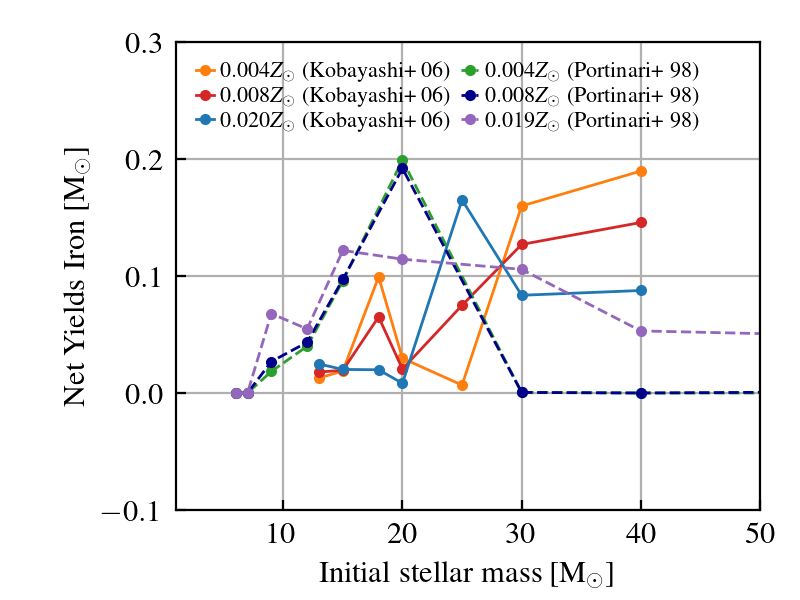 0.3
0.004Z☉ (Kobayashi+ 06) 0.004Z☉ (Portinari+ 98)
0.008Z☉ (Kobayashi+ 06) 0.008Z☉ (Portinari+ 98)
0.020Z☉ (Kobayashi+ 06) 0.019Z☉ (Portinari+ 98)
0.2
0.1
0.0
−0.1
Net Yields Iron [M☉]
10 20 30 40 50
Initial stellar mass [M☉]